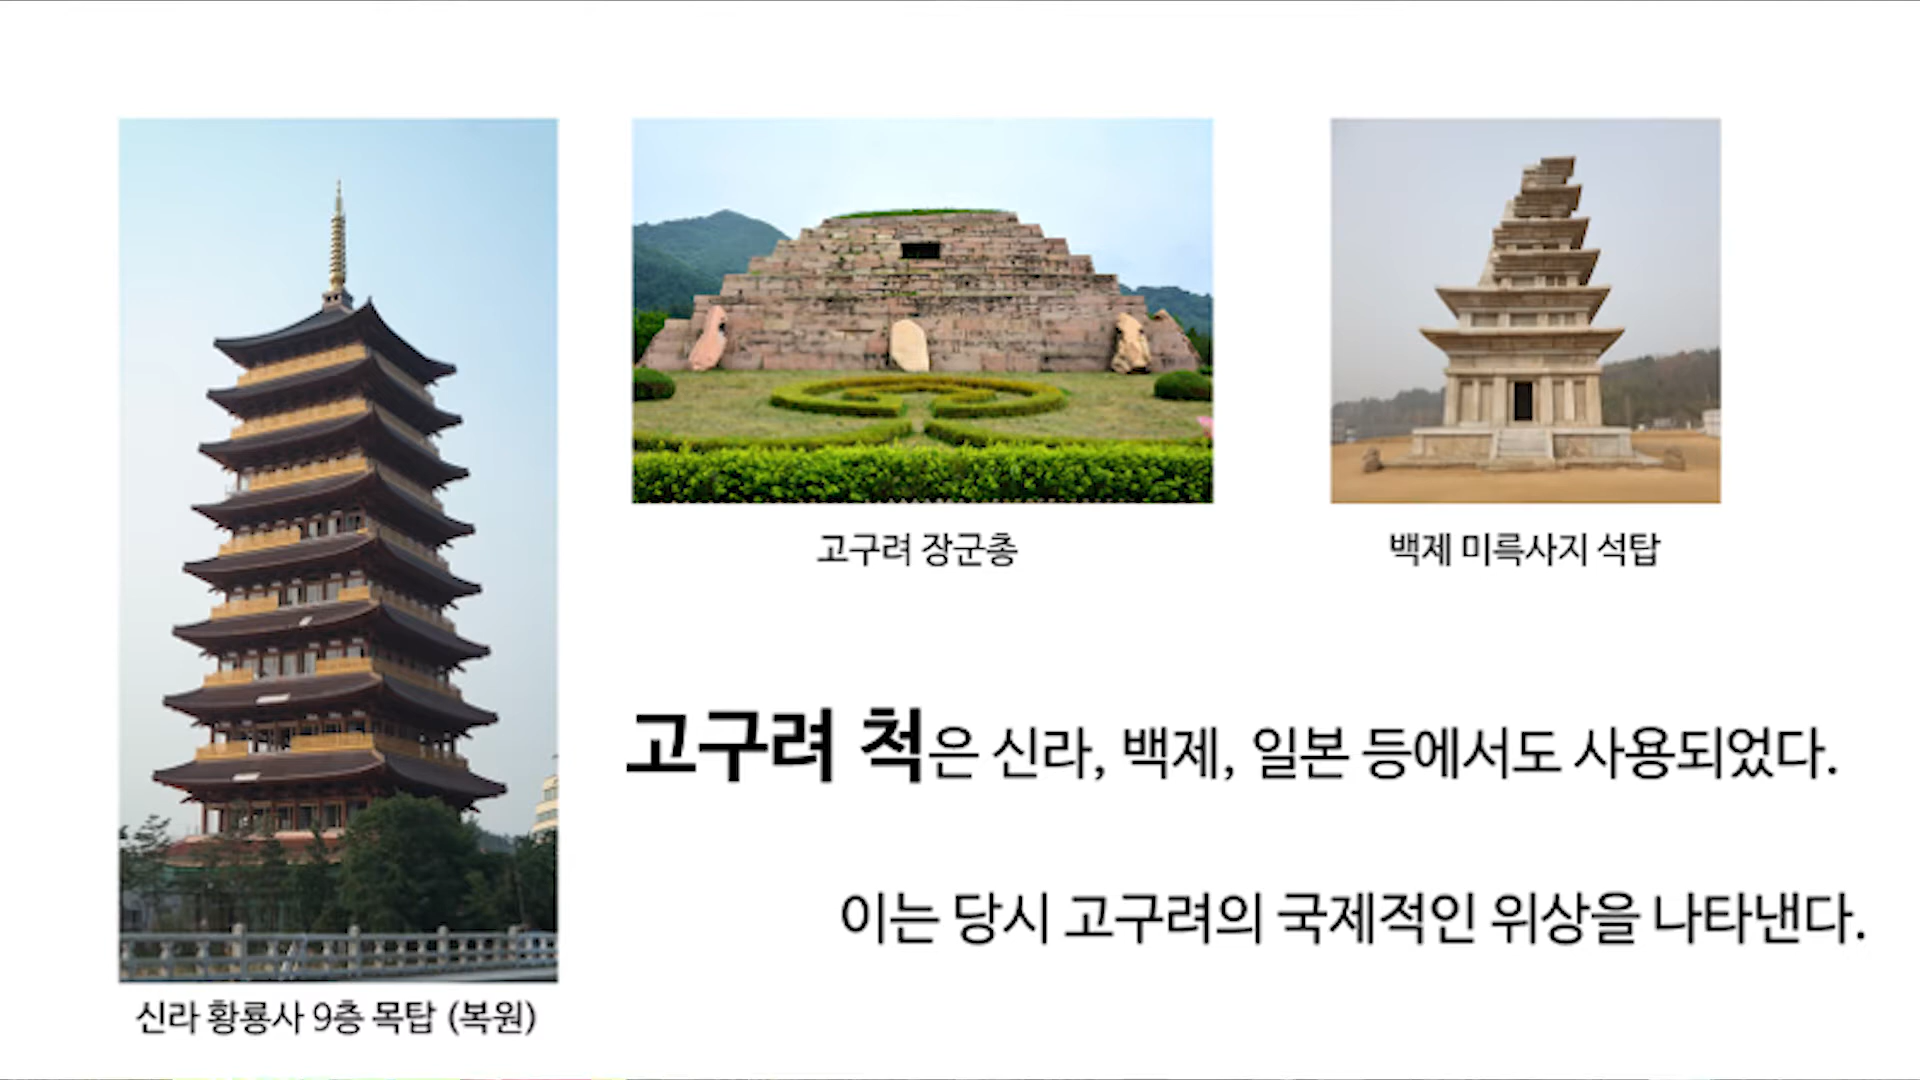 고구려 장군총
백제 미륵사지 석탑
고구려 척은 신라, 백제, 일본 등에서도 사용되었다.
이는 당시 고구려의 국제적인 위상을 나타낸다.
신라 황룡사 9층 목탑 (복원)